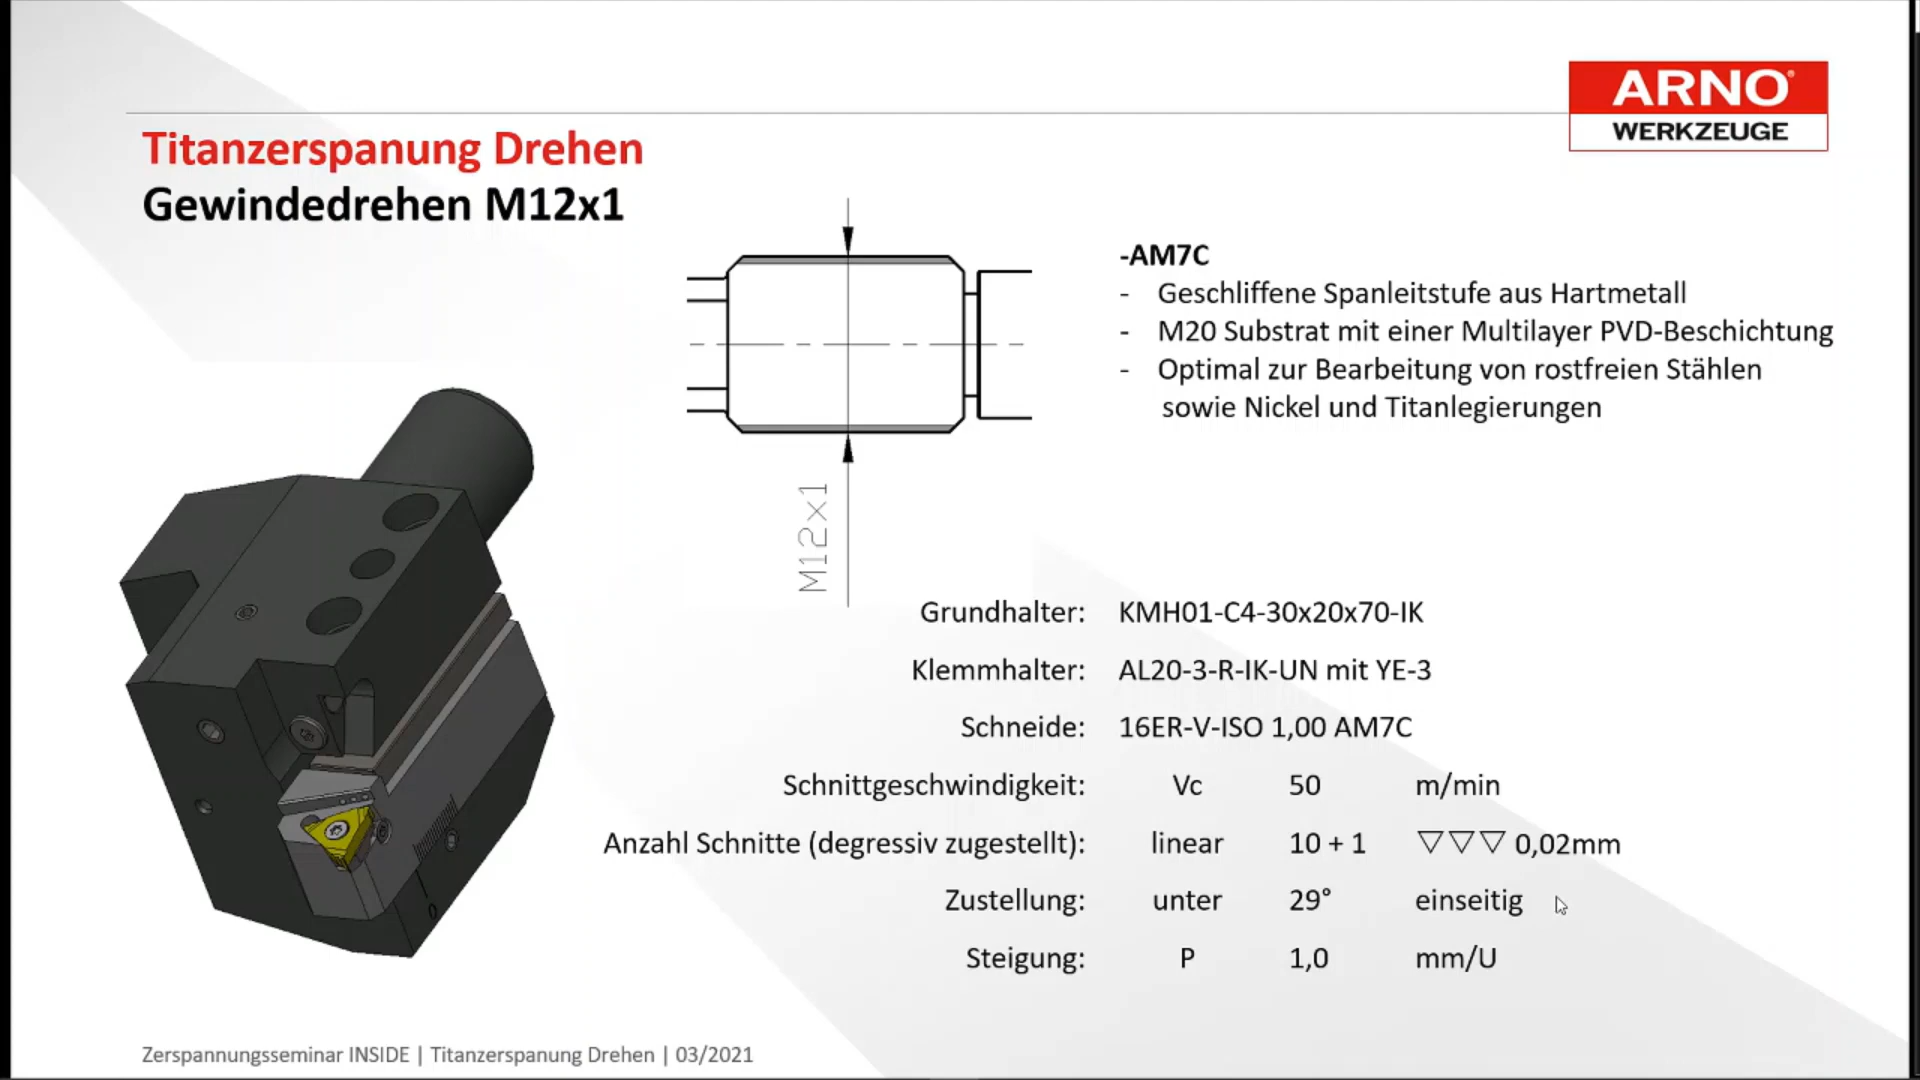 ARNO®
WERKZEUGE
Titanzerspanung Drehen
Gewindedrehen M12x1
-AM7C
- Geschliffene Spanleitstufe aus Hartmetall
- M20 Substrat mit einer Multilayer PVD-Beschichtung
- Optimal zur Bearbeitung von rostfreien Stählen
sowie Nickel und Titanlegierungen
M12x1
Grundhalter: KMH01-C4-30x20x70-IK
Klemmhalter: AL20-3-R-IK-UN mit YE-3
Schneide: 16ER-V-ISO 1,00 AM7C
Schnittgeschwindigkeit: Vc 50 m/min
Anzahl Schnitte (degressiv zugestellt): linear 10 + 1 ▽▽▽ 0,02mm
Zustellung: unter 29° einseitig
Steigung: P 1,0 mm/U
0
Zerspannungsseminar INSIDE | Titanzerspanung Drehen | 03/2021